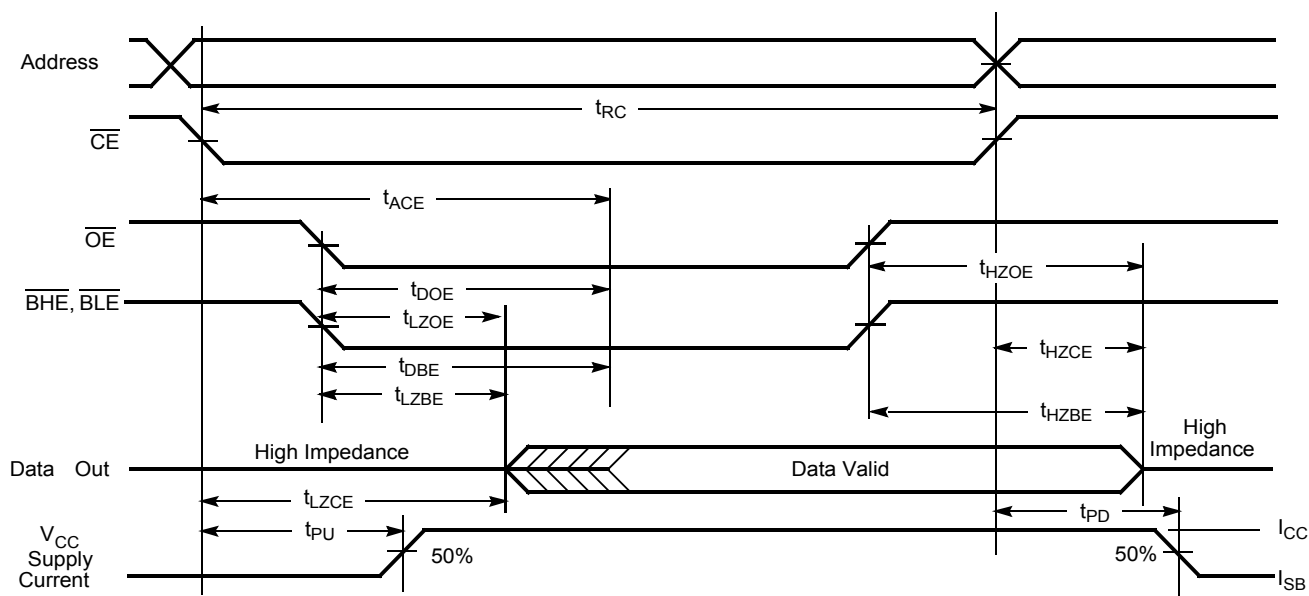 Address
tRC
CE
tACE
OE
tHZOE
tDOE
BHE, BLE
tLZOE
tHZCE
tDBE
tLZBE
tHZBE
High Impedance
High
Impedance
Data Out
Data Valid
tLZCE
tPU
tPD
VCC
Supply
Current
50%
50%
ICC
ISB